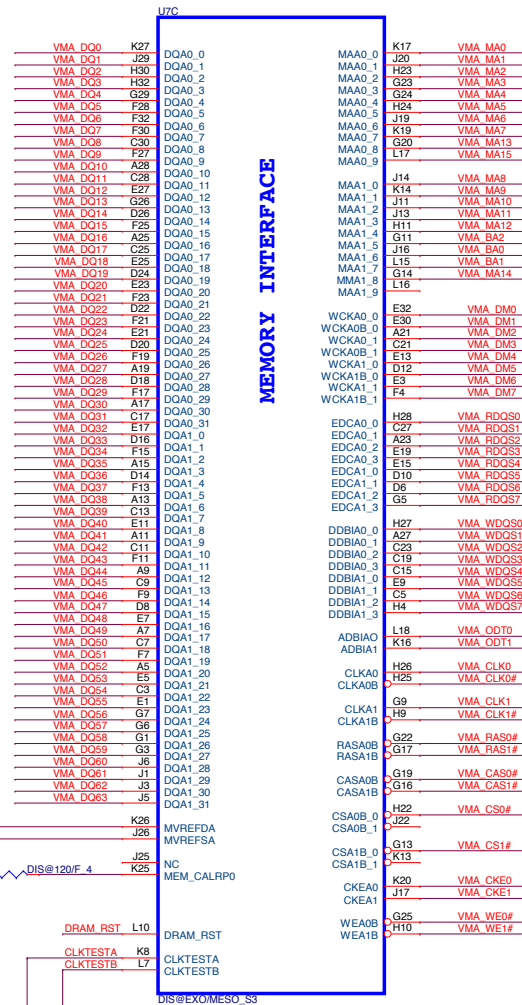 U7C
VMA_DQ0 K27 DQA0_0
VMA_DQ1 J29 DQA0_1
VMA_DQ2 H30 DQA0_2
VMA_DQ3 H32 DQA0_3
VMA_DQ4 G29 DQA0_4
VMA_DQ5 F28 DQA0_5
VMA_DQ6 F32 DQA0_6
VMA_DQ7 F30 DQA0_7
VMA_DQ8 C30 DQA0_8
VMA_DQ9 F27 DQA0_9
VMA_DQ10 A28 DQA0_10
VMA_DQ11 C28 DQA0_11
VMA_DQ12 E27 DQA0_12
VMA_DQ13 G26 DQA0_13
VMA_DQ14 D26 DQA0_14
VMA_DQ15 F25 DQA0_15
VMA_DQ16 A25 DQA0_16
VMA_DQ17 C25 DQA0_17
VMA_DQ18 E25 DQA0_18
VMA_DQ19 D24 DQA0_19
VMA_DQ20 E23 DQA0_20
VMA_DQ21 F23 DQA0_21
VMA_DQ22 D22 DQA0_22
VMA_DQ23 F21 DQA0_23
VMA_DQ24 E21 DQA0_24
VMA_DQ25 D20 DQA0_25
VMA_DQ26 F19 DQA0_26
VMA_DQ27 A19 DQA0_27
VMA_DQ28 D18 DQA0_28
VMA_DQ29 F17 DQA0_29
VMA_DQ30 A17 DQA0_30
VMA_DQ31 C17 DQA0_31
VMA_DQ32 E17 DQA1_0
VMA_DQ33 D16 DQA1_1
VMA_DQ34 F15 DQA1_2
VMA_DQ35 A15 DQA1_3
VMA_DQ36 D14 DQA1_4
VMA_DQ37 F13 DQA1_5
VMA_DQ38 A13 DQA1_6
VMA_DQ39 C13 DQA1_7
VMA_DQ40 E11 DQA1_8
VMA_DQ41 A11 DQA1_9
VMA_DQ42 C11 DQA1_10
VMA_DQ43 F11 DQA1_11
VMA_DQ44 A9 DQA1_12
VMA_DQ45 C9 DQA1_13
VMA_DQ46 F9 DQA1_14
VMA_DQ47 D8 DQA1_15
VMA_DQ48 E7 DQA1_16
VMA_DQ49 A7 DQA1_17
VMA_DQ50 C7 DQA1_18
VMA_DQ51 F7 DQA1_19
VMA_DQ52 A5 DQA1_20
VMA_DQ53 E5 DQA1_21
VMA_DQ54 C3 DQA1_22
VMA_DQ55 E1 DQA1_23
VMA_DQ56 G7 DQA1_24
VMA_DQ57 G6 DQA1_25
VMA_DQ58 G1 DQA1_26
VMA_DQ59 G3 DQA1_27
VMA_DQ60 J6 DQA1_28
VMA_DQ61 J1 DQA1_29
VMA_DQ62 J3 DQA1_30
VMA_DQ63 J5 DQA1_31
K26 MVREFDA
J26 MVREFSA
J25 NC
DIS@120/F_4 K25 MEM_CALRP0
DRAM_RST L10 DRAM_RST
CLKTESTA K8 CLKTESTA
CLKTESTB L7 CLKTESTB
MEMORY INTERFACE
MAA0_0 K17 VMA_MA0
MAA0_1 J20 VMA_MA1
MAA0_2 H23 VMA_MA2
MAA0_3 G23 VMA_MA3
MAA0_4 G24 VMA_MA4
MAA0_5 H24 VMA_MA5
MAA0_6 J19 VMA_MA6
MAA0_7 K19 VMA_MA7
MAA0_8 G20 VMA_MA13
MAA0_9 L17 VMA_MA15
MAA1_0 J14 VMA_MA8
MAA1_1 K14 VMA_MA9
MAA1_2 J11 VMA_MA10
MAA1_3 J13 VMA_MA11
MAA1_4 H11 VMA_MA12
MAA1_5 G11 VMA_BA2
MAA1_6 J16 VMA_BA0
MAA1_7 L15 VMA_BA1
MMA1_8 G14 VMA_MA14
MAA1_9 L16
WCKA0_0 E32 VMA_DM0
WCKA0B_0 E30 VMA_DM1
WCKA0_1 A21 VMA_DM2
WCKA0B_1 C21 VMA_DM3
WCKA1_0 E13 VMA_DM4
WCKA1B_0 D12 VMA_DM5
WCKA1_1 E3 VMA_DM6
WCKA1B_1 F4 VMA_DM7
EDCA0_0 H28 VMA_RDQS0
EDCA0_1 C27 VMA_RDQS1
EDCA0_2 A23 VMA_RDQS2
EDCA0_3 E19 VMA_RDQS3
EDCA1_0 E15 VMA_RDQS4
EDCA1_1 D10 VMA_RDQS5
EDCA1_2 D6 VMA_RDQS6
EDCA1_3 G5 VMA_RDQS7
DDBIA0_0 H27 VMA_WDQS0
DDBIA0_1 A27 VMA_WDQS1
DDBIA0_2 C23 VMA_WDQS2
DDBIA0_3 C19 VMA_WDQS3
DDBIA1_0 C15 VMA_WDQS4
DDBIA1_1 E9 VMA_WDQS5
DDBIA1_2 C5 VMA_WDQS6
DDBIA1_3 H4 VMA_WDQS7
ADBIAO L18 VMA_ODT0
ADBIA1 K16 VMA_ODT1
CLKA0 H26 VMA_CLK0
CLKA0B H25 VMA_CLK0#
CLKA1 G9 VMA_CLK1
CLKA1B H9 VMA_CLK1#
RASA0B G22 VMA_RAS0#
RASA1B G17 VMA_RAS1#
CASA0B G19 VMA_CAS0#
CASA1B G16 VMA_CAS1#
CSA0B_0 H22 VMA_CS0#
CSA0B_1 J22
CSA1B_0 G13 VMA_CS1#
CSA1B_1 K13
CKEA0 K20 VMA_CKE0
CKEA1 J17 VMA_CKE1
WEA0B G25 VMA_WE0#
WEA1B H10 VMA_WE1#
DIS@EXO/MESO_S3